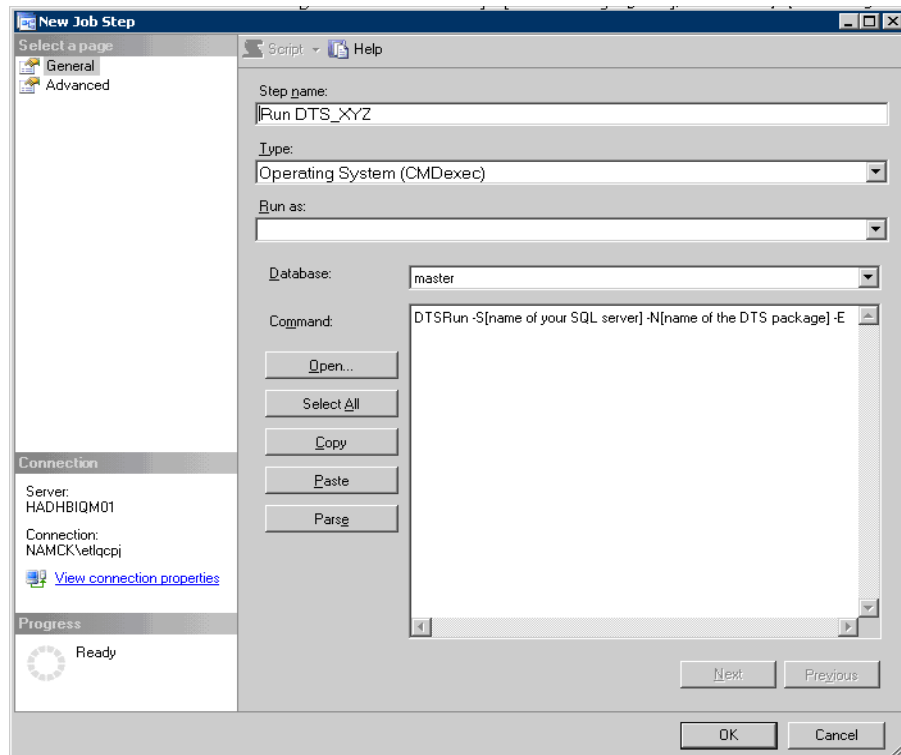 New Job Step
Select a page
General
Advanced
Script
Help
Step name:
Run DTS_XYZ
Type:
Operating System (CMDexec)
Run as:
Database:
master
Command:
DTSRun -S[name of your SQL server] -N[name of the DTS package] -E
Open...
Select All
Copy
Paste
Parse
Connection
Server:
HADHBIQM01
Connection:
NAMCK\etlqcpj
View connection properties
Progress
Ready
Next
Previous
OK
Cancel